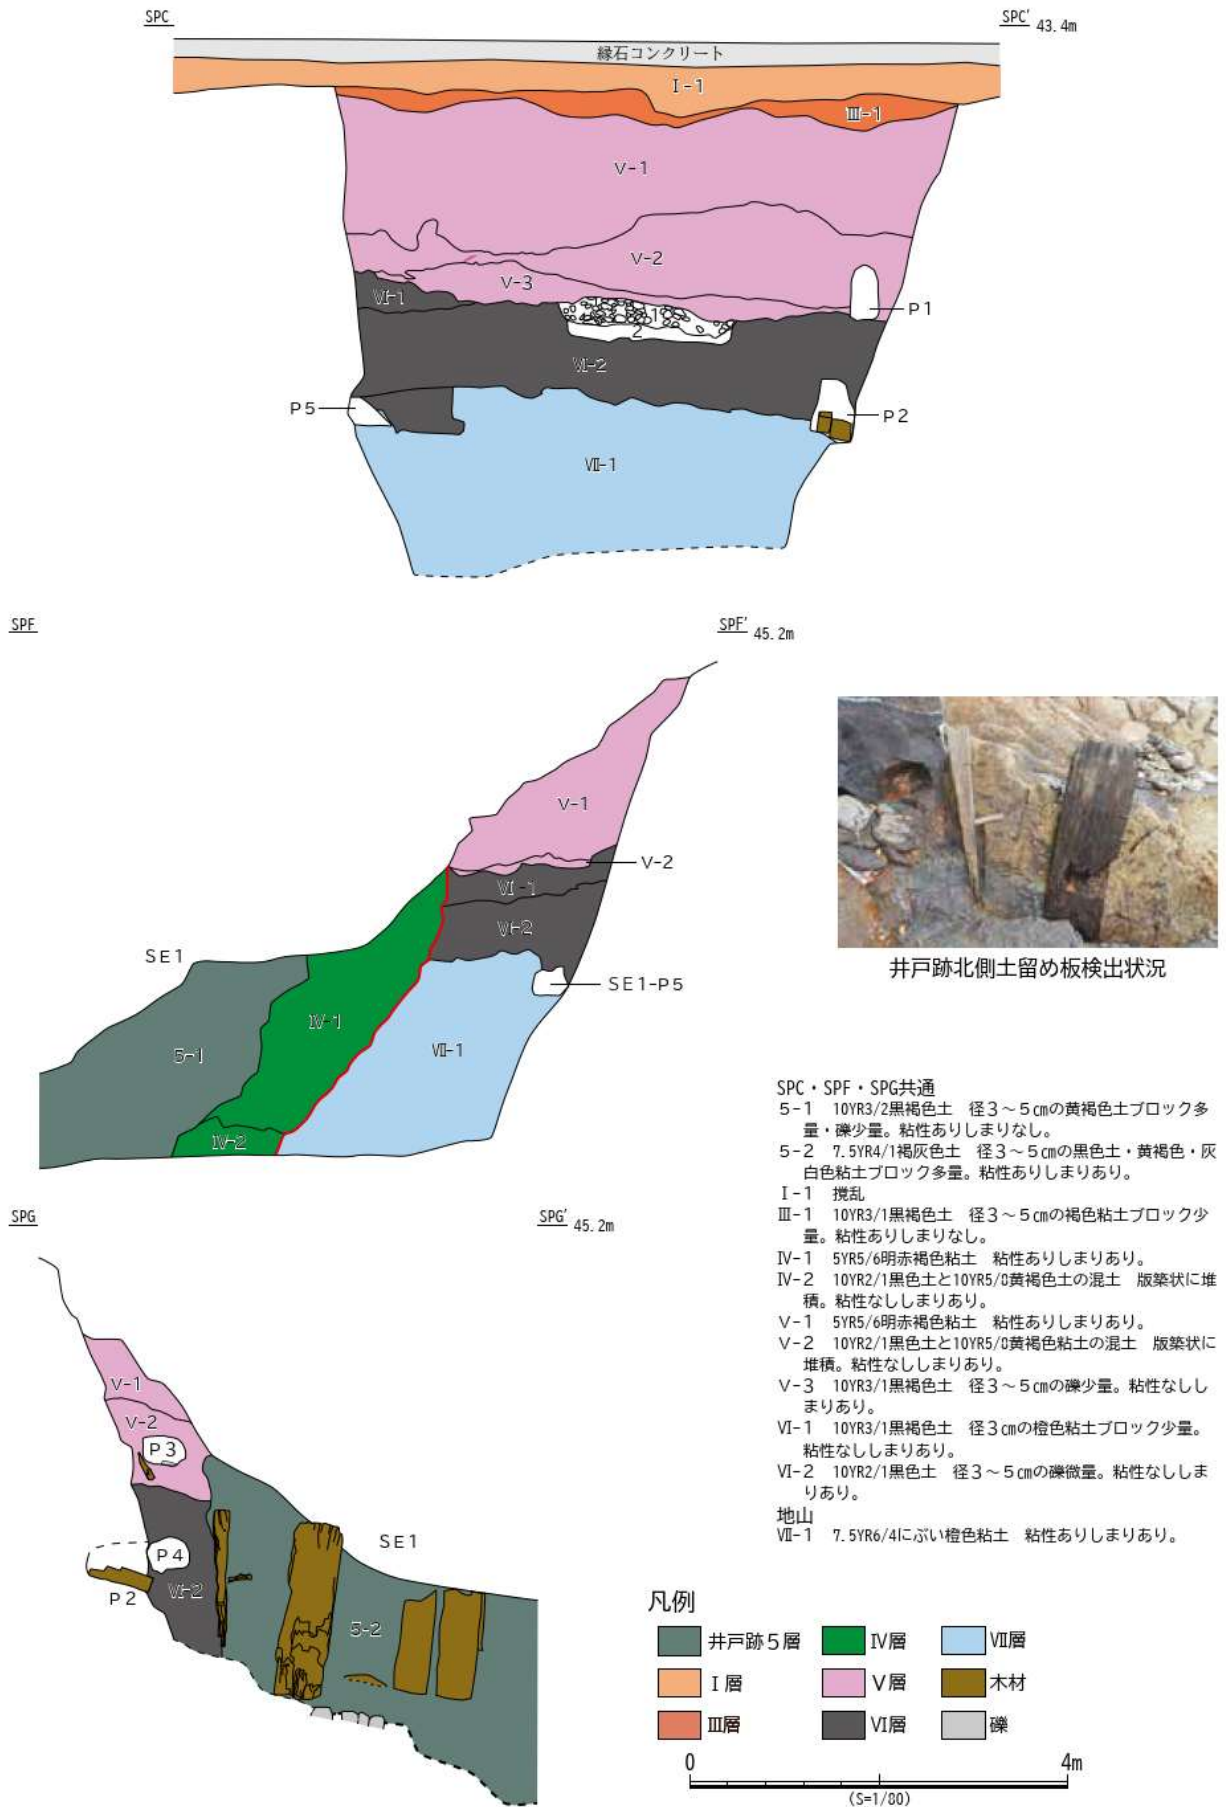 SPC
SPC′ 43.4m
縁石コンクリート
Ⅰ-1
Ⅲ-1
Ⅴ-1
Ⅴ-2
Ⅴ-3
Ⅵ-1
1
1
2
P1
Ⅵ-2
P5
P2
Ⅶ-1
SPF
SPF′ 45.2m
Ⅴ-1
Ⅴ-2
Ⅵ-1
Ⅵ-2
SE1
SE1-P5
Ⅳ-1
5-1
Ⅶ-1
Ⅳ-2
井戸跡北側土留め板検出状況
SPG
SPG′ 45.2m
Ⅴ-1
Ⅴ-2
P3
SE1
P4
P2
Ⅵ-2
5-2
SPC・SPF・SPG共通
5-1 10YR3/2黒褐色土 径3～5㎝の黄褐色土ブロック多
量・礫少量。粘性ありしまりなし。
5-2 7.5YR4/1褐灰色土 径3～5㎝の黒色土・黄褐色・灰
白色粘土ブロック多量。粘性ありしまりあり。
Ⅰ-1 撹乱
Ⅲ-1 10YR3/1黒褐色土 径3～5㎝の褐色粘土ブロック少
量。粘性ありしまりなし。
Ⅳ-1 5YR5/6明赤褐色粘土 粘性ありしまりあり。
Ⅳ-2 10YR2/1黒色土と10YR5/8黄褐色土の混土 版築状に堆
積。粘性なししまりあり。
Ⅴ-1 5YR5/6明赤褐色粘土 粘性ありしまりあり。
Ⅴ-2 10YR2/1黒色土と10YR5/8黄褐色粘土の混土 版築状に
堆積。粘性なししまりあり。
Ⅴ-3 10YR3/1黒褐色土 径3～5㎝の礫少量。粘性なしし
まりあり。
Ⅵ-1 10YR3/1黒褐色土 径3㎝の橙色粘土ブロック少量。
粘性なししまりあり。
Ⅵ-2 10YR2/1黒色土 径3～5㎝の礫微量。粘性なししま
りあり。
地山
Ⅶ-1 7.5YR6/4にぶい橙色粘土 粘性ありしまりあり。
凡例
井戸跡5層 Ⅳ層 Ⅶ層
Ⅰ層 Ⅴ層 木材
Ⅲ層 Ⅵ層 礫
0 4m
(S=1/80)